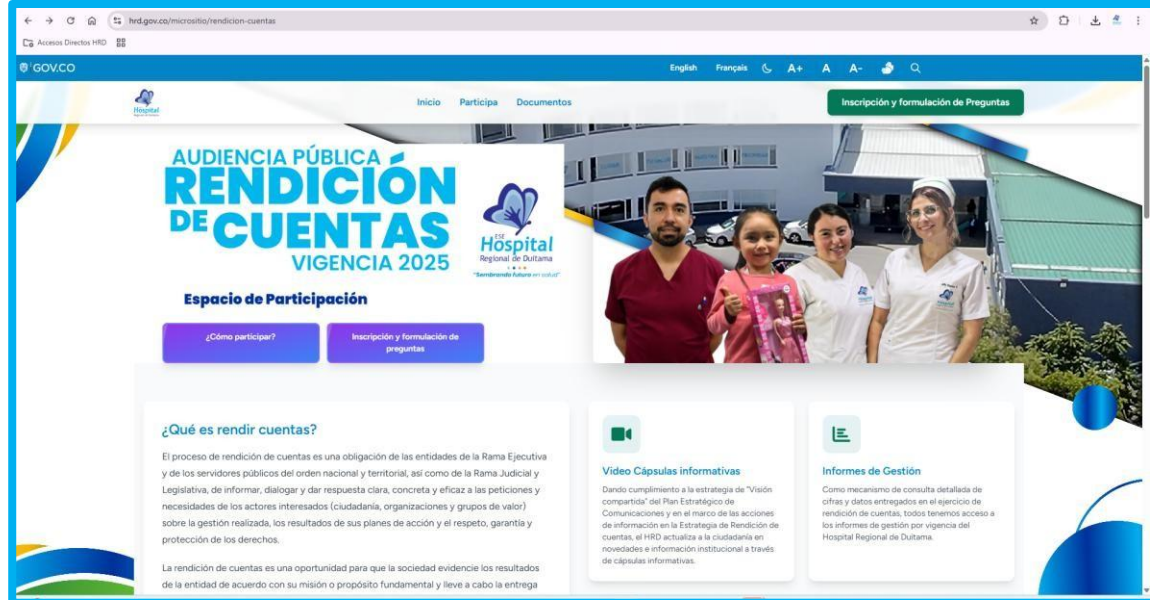 hrd.gov.co/micrositio/rendicion-cuentas
Accesos Directos HRD
GOV.CO
English Français A+ A A-
Hospital
Inicio Participa Documentos
Inscripción y formulación de Preguntas
AUDIENCIA PÚBLICA
RENDICIÓN
DE CUENTAS
VIGENCIA 2025
ESE
Hospital
Regional de Duitama
"Sembrando futuro en salud"
Espacio de Participación
¿Cómo participar?
Inscripción y formulación de
preguntas
¿Qué es rendir cuentas?
El proceso de rendición de cuentas es una obligación de las entidades de la Rama Ejecutiva
y de los servidores públicos del orden nacional y territorial, así como de la Rama Judicial y
Legislativa, de informar, dialogar y dar respuesta clara, concreta y eficaz a las peticiones y
necesidades de los actores interesados (ciudadanía, organizaciones y grupos de valor)
sobre la gestión realizada, los resultados de sus planes de acción y el respeto, garantía y
protección de los derechos.
La rendición de cuentas es una oportunidad para que la sociedad evidencie los resultados
de la entidad de acuerdo con su misión o propósito fundamental y lleve a cabo la entrega
Video Cápsulas informativas
Dando cumplimiento a la estrategia de "Visión
compartida" del Plan Estratégico de
Comunicaciones y en el marco de las acciones
de información en la Estrategia de Rendición de
cuentas, el HRD actualiza a la ciudadanía en
novedades e información institucional a través
de cápsulas informativas.
Informes de Gestión
Como mecanismo de consulta detallada de
cifras y datos entregados en el ejercicio de
rendición de cuentas, todos tenemos acceso a
los informes de gestión por vigencia del
Hospital Regional de Duitama.